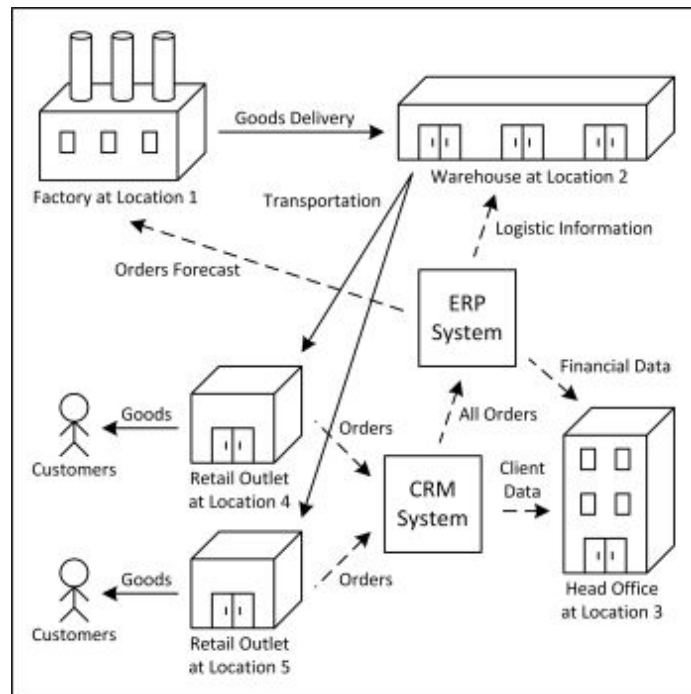 Goods Delivery
Factory at Location 1
Warehouse at Location 2
Transportation
Logistic Information
Orders Forecast
ERP
System
Financial Data
Goods
Orders
All Orders
Customers
Retail Outlet
at Location 4
CRM
System
Client
Data
Goods
Orders
Customers
Retail Outlet
at Location 5
Head Office
at Location 3